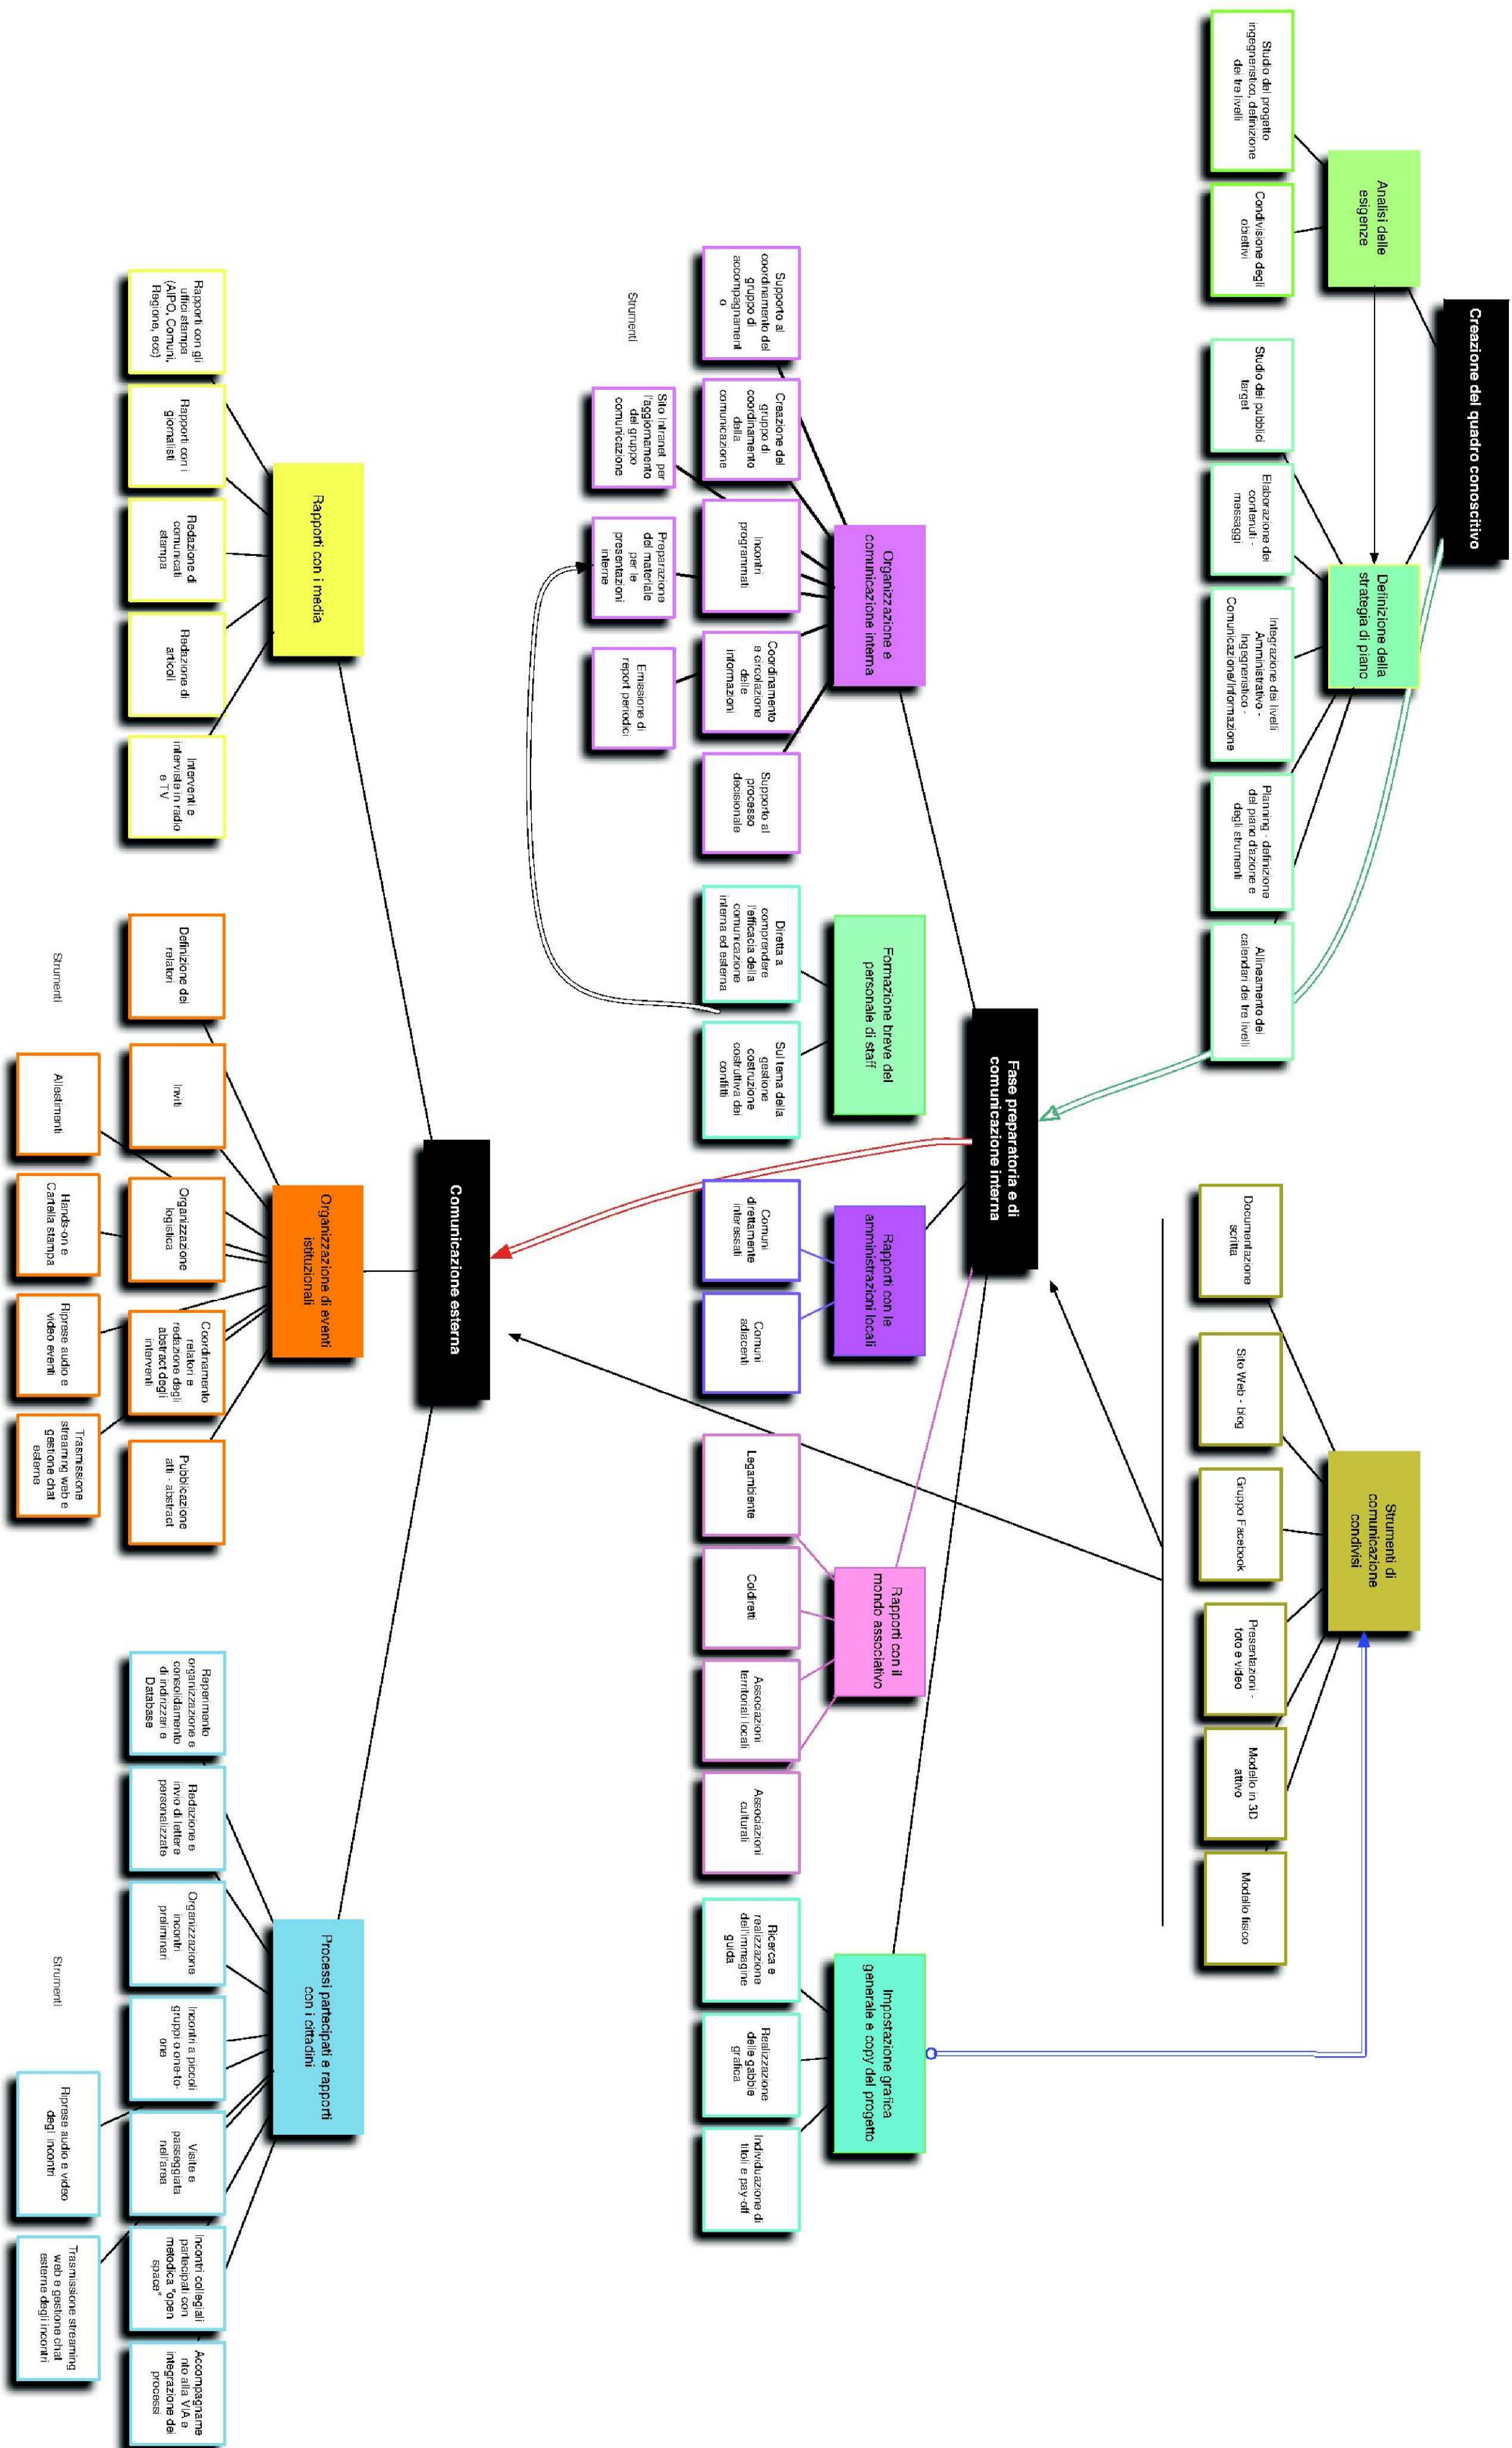 Creazione del quadro conoscitivo
Analisi delle
esigenze
Definizione della
strategia di piano
Studio del progetto
ingegneristico, definizione
dei tre livelli
Condivisione degli
obiettivi
Studio dei pubblici
target
Elaborazione dei
contenuti -
messaggi
Integrazione dei livelli
Amministrativo -
Ingegneristico -
Comunicazione/Informazione
Planning - definizione
del piano d'azione e
degli strumenti
Allineamento dei
calendari dei tre livelli
Strumenti di
comunicazione
condivisi
Documentazione
scritta
Sito Web - blog
Gruppo Facebook
Presentazioni -
foto e video
Modello in 3D
attivo
Modello fisico
Fase preparatoria e di
comunicazione interna
Organizzazione e
comunicazione interna
Formazione breve del
personale di staff
Rapporti con le
amministrazioni locali
Rapporti con il
mondo associativo
Impostazione grafica
generale e copy del progetto
Supporto al
coordinamento del
gruppo di
accompagnament
o
Creazione del
gruppo di
coordinamento
della
comunicazione
Incontri
programmati
Coordinamento
e circolazione
delle
informazioni
Supporto al
processo
decisionale
Diretta a
comprendere
l'efficacia della
comunicazione
interna ed esterna
Sul tema della
gestione
costruzione
costruttiva dei
conflitti
Comuni
direttamente
interessati
Comuni
adiacenti
Legambiente
Coldiretti
Associazioni
territoriali locali
Associazioni
culturali
Ricerca e
realizzazione
dell'immagine
guida
Realizzazione
delle gabbie
grafica
Individuazione di
titoli e pay-off
Strumenti
Sito Intranet per
l'aggiornamento
del gruppo
comunicazione
Preparazione
del materiale
per le
presentazioni
interne
Emissione di
report periodici
Comunicazione esterna
Rapporti con i media
Organizzazione di eventi
istituzionali
Processi partecipati e rapporti
con i cittadini
Rapporti con gli
uffici stampa
(AIPO, Comuni,
Regione, ecc)
Rapporti con i
giornalisti
Redazione di
comunicati
stampa
Redazione di
articoli
Interventi e
interviste in radio
e TV
Definizione dei
relatori
Inviti
Organizzazione
logistica
Coordinamento
relatori e
redazione degli
abstract degli
interventi
Pubblicazione
atti - abstract
Reperimento
organizzazione e
consolidamento
di indirizzari e
Database
Redazione e
invio di lettere
personalizzate
Organizzazione
incontri
preliminari
Incontri a piccoli
gruppi o one-to-
one
Visite e
passeggiata
nell'area
Incontri collegiali
partecipati con
metodica "open
space"
Accompagname
nto alla VIA e
integrazione dei
processi
Strumenti
Allestimenti
Hands-on e
Cartella stampa
Riprese audio e
video eventi
Trasmissione
streaming web e
gestione chat
esterne
Strumenti
Riprese audio e video
degli incontri
Trasmissione streaming
web e gestione chat
esterne degli incontri